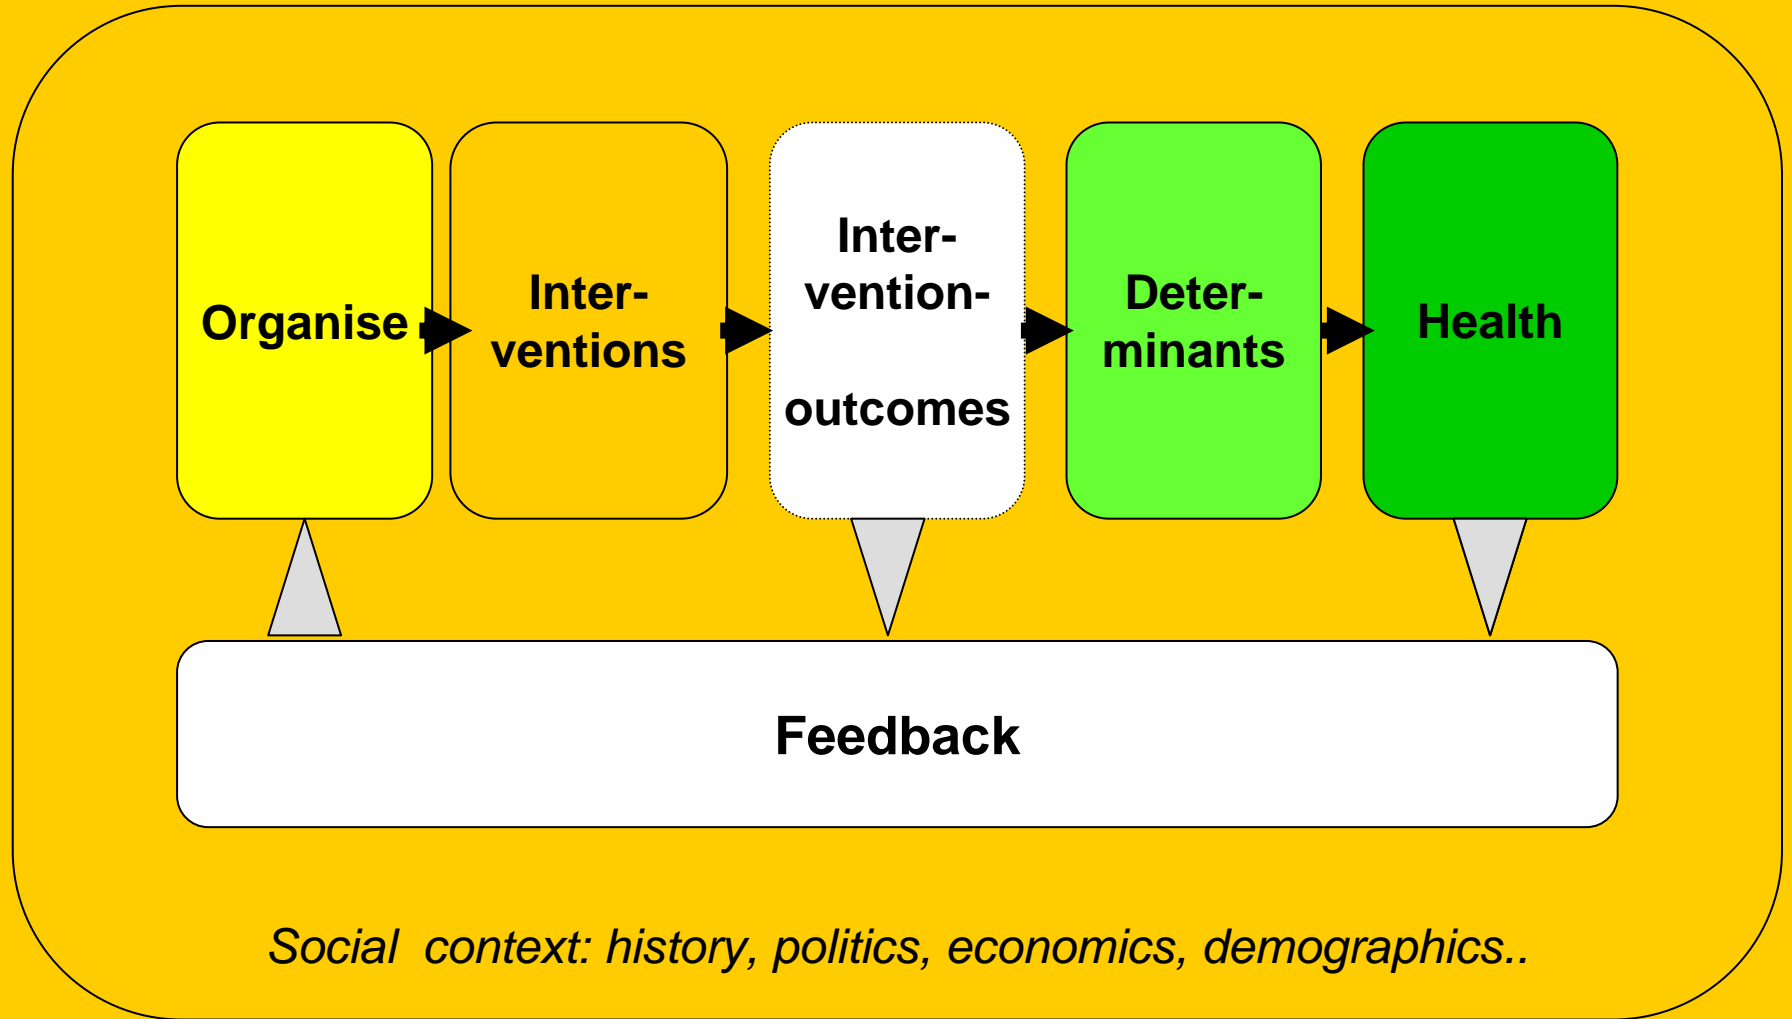 Organise
Inter-
ventions
Inter-
vention-
outcomes
Deter-
minants
Health
Feedback
Social  context: history, politics, economics, demographics..